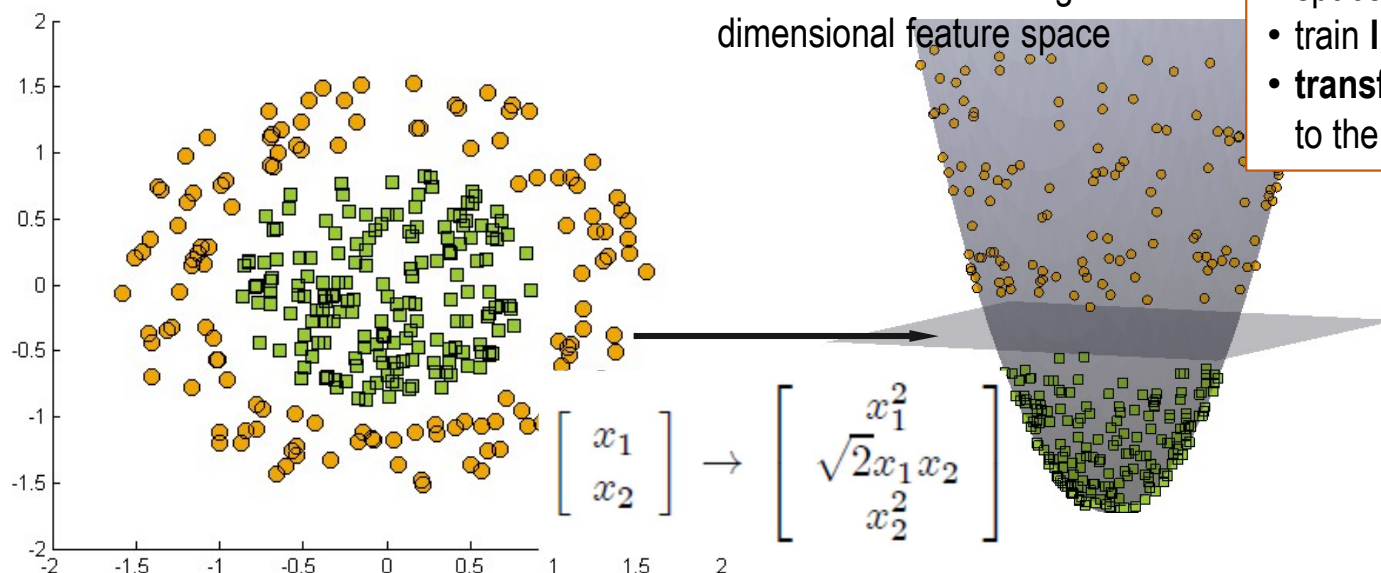 dimensional feature space
• train
• transf
to the
2
1.5
1
0.5
0
-0.5
-1
-1.5
-2
-2 -1.5 -1 -0.5 0 0.5 1 1.5 2
[ x₁ x₂ ] → [ x₁² √2x₁x₂ x₂² ]